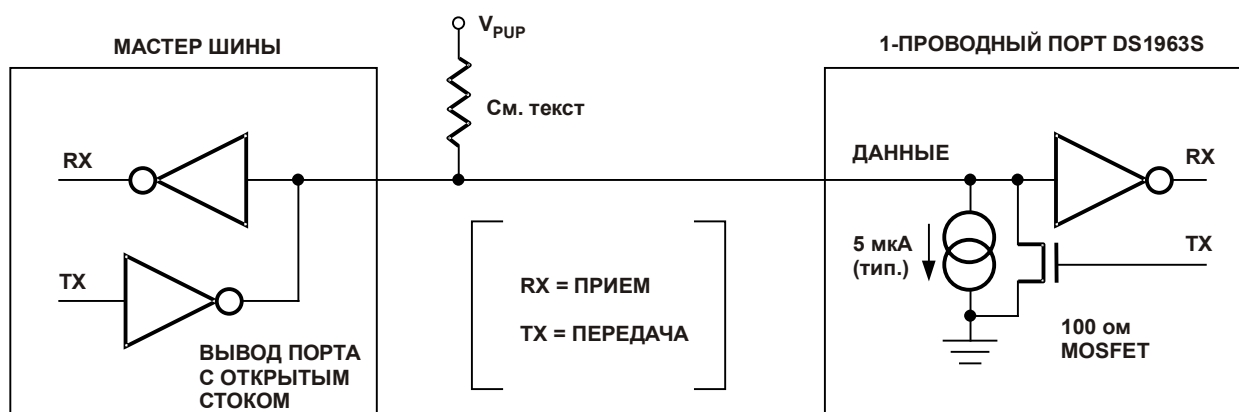 V_PUP
МАСТЕР ШИНЫ
1-ПРОВОДНЫЙ ПОРТ DS1963S
См. текст
RX
ДАННЫЕ
RX
TX
5 мкА
(тип.)
TX
RX = ПРИЕМ
TX = ПЕРЕДАЧА
100 ом
MOSFET
ВЫВОД ПОРТА
С ОТКРЫТЫМ
СТОКОМ